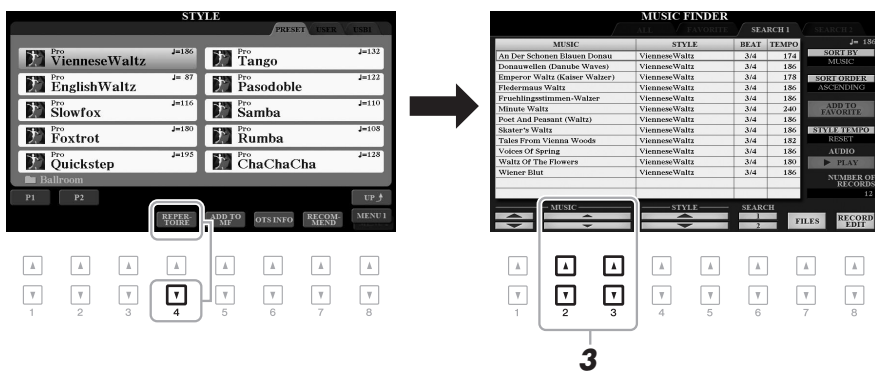 STYLE
PRESET USER USB1
Pro ♩=186
VienneseWaltz
Pro ♩=132
Tango
Pro ♩= 87
EnglishWaltz
Pro ♩=122
Pasodoble
Pro ♩=116
Slowfox
Pro ♩=110
Samba
Pro ♩=180
Foxtrot
Pro ♩=108
Rumba
Pro ♩=195
Quickstep
Pro ♩=128
ChaChaCha
Ballroom
P1 P2 UP
REPER-
TOIRE
ADD TO
MF
OTS INFO
RECOM-
MEND
MENU 1
1 2 3 4 5 6 7 8
MUSIC FINDER
ALL FAVORITE SEARCH 1 SEARCH 2
MUSIC STYLE BEAT TEMPO
An Der Schonen Blauen Donau VienneseWaltz 3/4 174
Donauwellen (Danube Waves) VienneseWaltz 3/4 186
Emperor Waltz (Kaiser Walzer) VienneseWaltz 3/4 178
Fledermaus Waltz VienneseWaltz 3/4 186
Fruehlingsstimmen-Walzer VienneseWaltz 3/4 186
Minute Waltz VienneseWaltz 3/4 240
Poet And Peasant (Waltz) VienneseWaltz 3/4 186
Skater's Waltz VienneseWaltz 3/4 186
Tales From Vienna Woods VienneseWaltz 3/4 182
Voices Of Spring VienneseWaltz 3/4 186
Waltz Of The Flowers VienneseWaltz 3/4 180
Wiener Blut VienneseWaltz 3/4 186
♩= 186
SORT BY
MUSIC
SORT ORDER
ASCENDING
ADD TO
FAVORITE
STYLE TEMPO
RESET
AUDIO
PLAY
NUMBER OF
RECORDS
12
MUSIC STYLE SEARCH
1
2
FILES
RECORD
EDIT
1 2 3 4 5 6 7 8
3